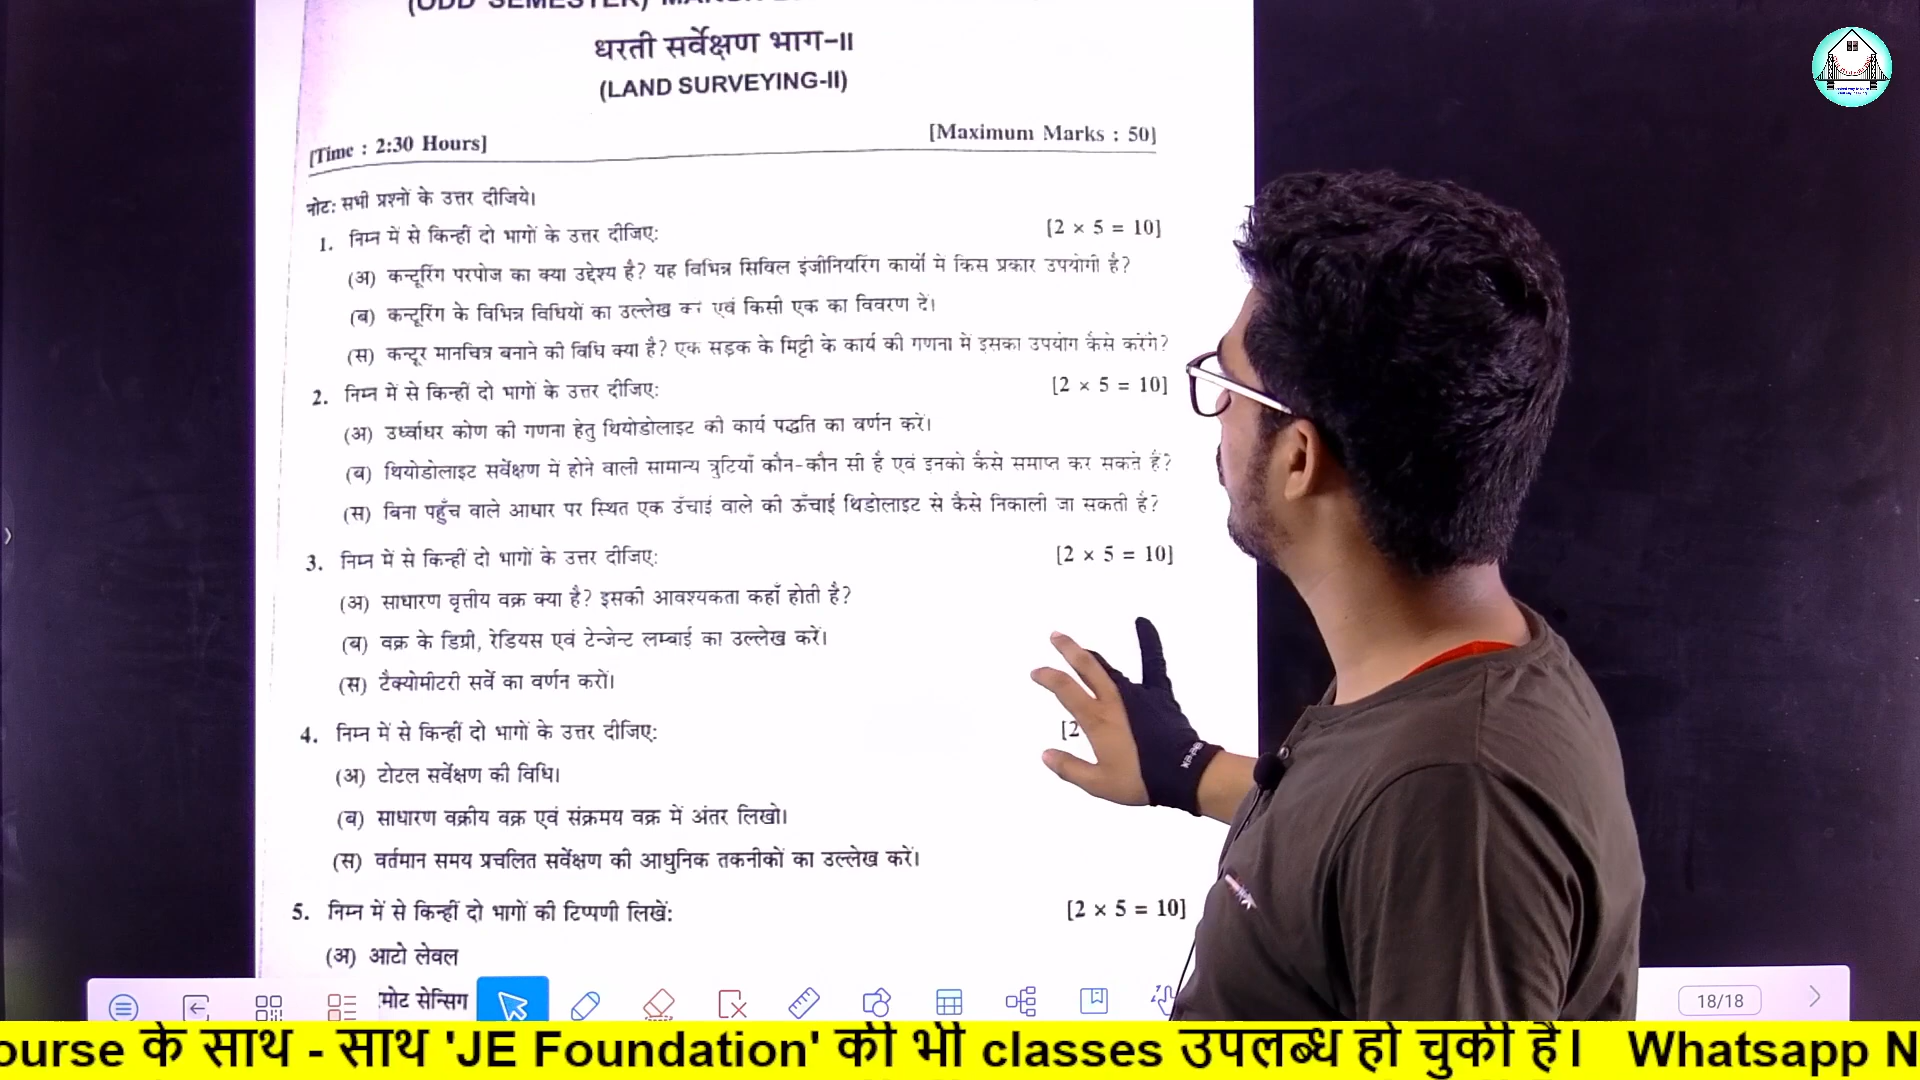 (ODD SEMESTER)
धरती सर्वेक्षण भाग-II
(LAND SURVEYING-II)
[Time : 2:30 Hours] [Maximum Marks : 50]
नोट: सभी प्रश्नों के उत्तर दीजिये।
1. निम्न में से किन्हीं दो भागों के उत्तर दीजिए: [2 × 5 = 10]
(अ) कन्टूरिंग परपोज का क्या उद्देश्य है? यह विभिन्न सिविल इंजीनियरिंग कार्यों में किस प्रकार उपयोगी है?
(ब) कन्टूरिंग के विभिन्न विधियों का उल्लेख एवं किसी एक का विवरण दें।
(स) कन्टूर मानचित्र बनाने की विधि क्या है? एक सड़क के मिट्टी के कार्य की गणना में इसका उपयोग कैसे करेंगे?
2. निम्न में से किन्हीं दो भागों के उत्तर दीजिए: [2 × 5 = 10]
(अ) उर्ध्वाधर कोण की गणना हेतु थियोडोलाइट की कार्य पद्धति का वर्णन करें।
(ब) थियोडोलाइट सर्वेक्षण में होने वाली सामान्य त्रुटियाँ कौन-कौन सी है एवं इनको कैसे समाप्त कर सकते हैं?
(स) बिना पहुँच वाले आधार पर स्थित एक उँचाई वाले की ऊँचाई थिडोलाइट से कैसे निकाली जा सकती है?
3. निम्न में से किन्हीं दो भागों के उत्तर दीजिए: [2 × 5 = 10]
(अ) साधारण वृत्तीय वक्र क्या है? इसकी आवश्यकता कहाँ होती है?
(ब) वक्र के डिग्री, रेडियस एवं टेन्जेन्ट लम्बाई का उल्लेख करें।
(स) टैक्योमीटरी सर्वे का वर्णन करों।
4. निम्न में से किन्हीं दो भागों के उत्तर दीजिए: [2
(अ) टोटल सर्वेक्षण की विधि।
(ब) साधारण वक्रीय वक्र एवं संक्रमय वक्र में अंतर लिखो।
(स) वर्तमान समय प्रचलित सर्वेक्षण की आधुनिक तकनीकों का उल्लेख करें।
5. निम्न में से किन्हीं दो भागों की टिप्पणी लिखें: [2 × 5 = 10]
(अ) आटो लेवल
मोट सेन्सिग
18/18
ourse के साथ - साथ 'JE Foundation' की भी classes उपलब्ध हो चुकी है। Whatsapp N